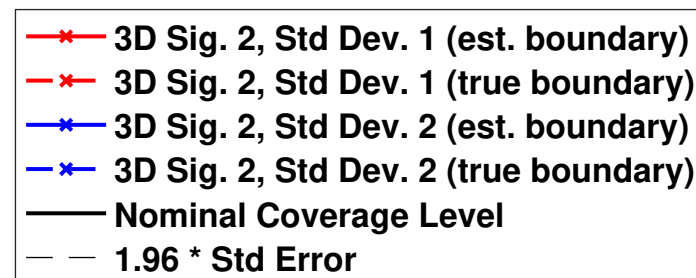 3D Sig. 2, Std Dev. 1 (est. boundary)
3D Sig. 2, Std Dev. 1 (true boundary)
3D Sig. 2, Std Dev. 2 (est. boundary)
3D Sig. 2, Std Dev. 2 (true boundary)
Nominal Coverage Level
1.96 * Std Error